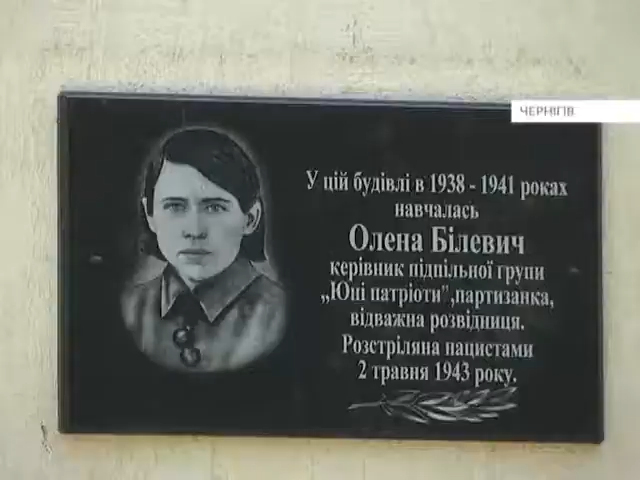 ЧЕРНІГІВ
У цій будівлі в 1938 - 1941 роках
навчалась
Олена Білевич
керівник підпільної групи
„Юні патріоти”,партизанка,
відважна розвідниця.
Розстріляна нацистами
2 травня 1943 року.